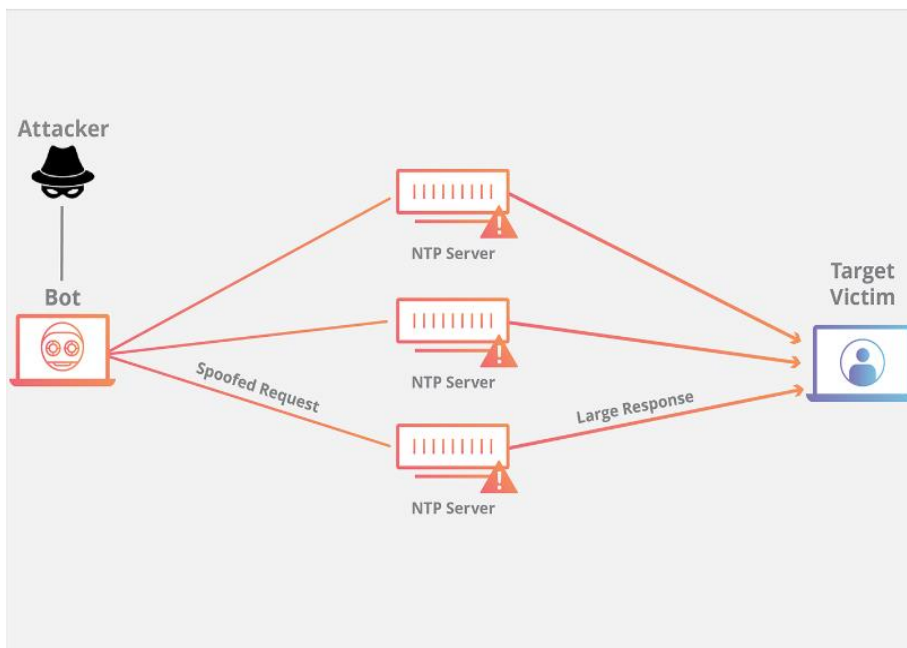 Attacker
Bot
NTP Server
Target
Victim
NTP Server
Spoofed Request
Large Response
NTP Server